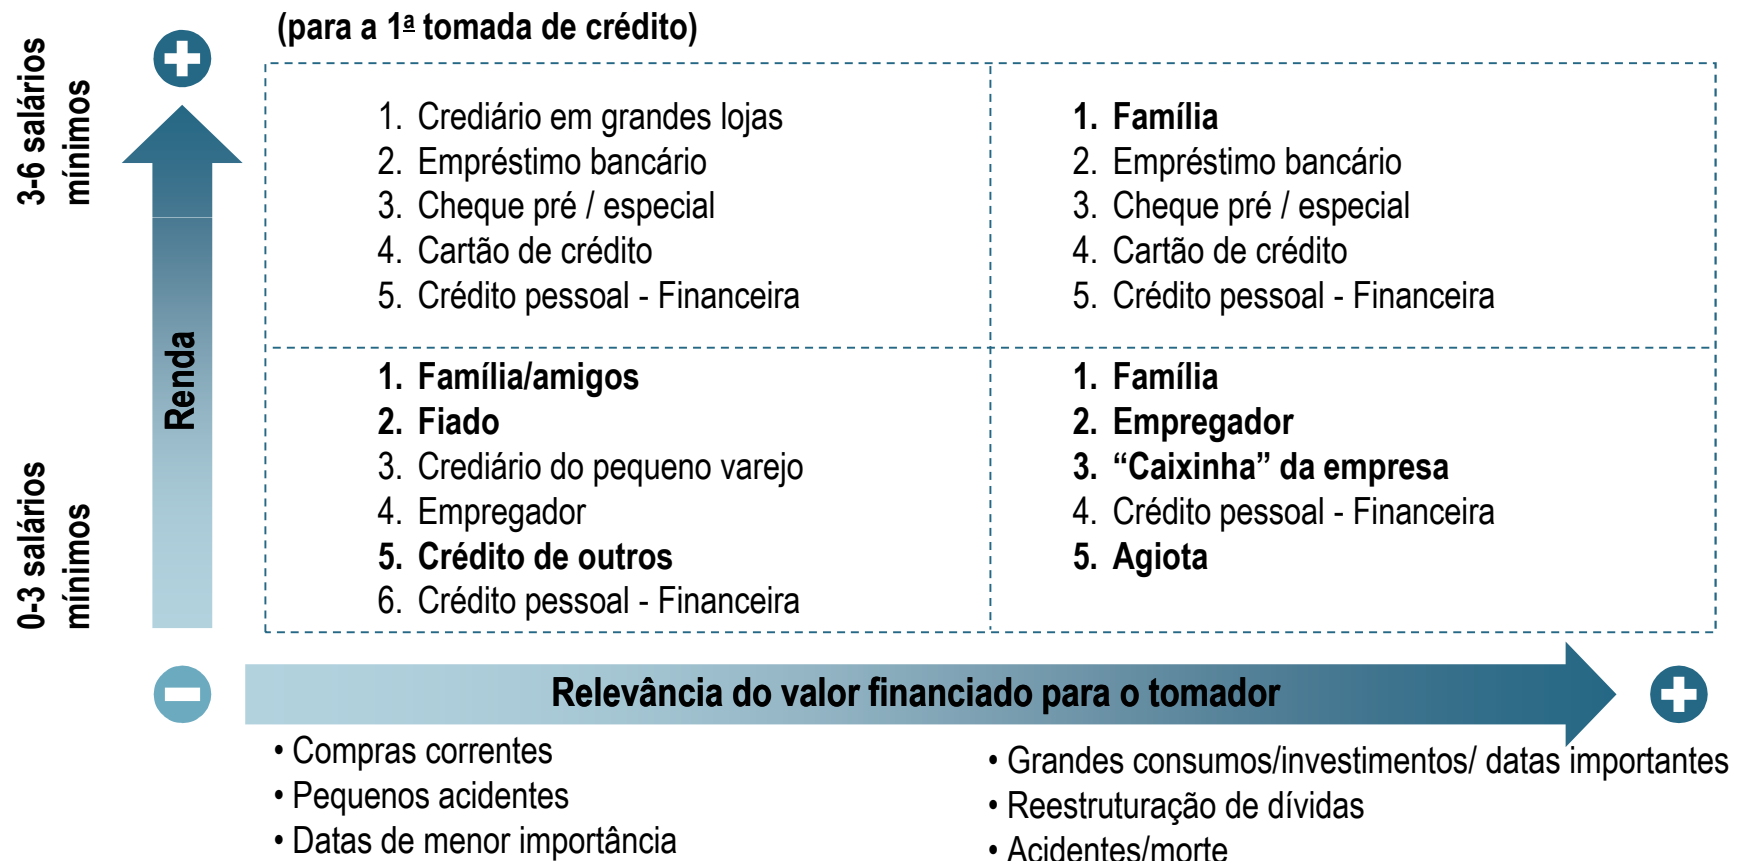 (para a 1ª tomada de crédito)
3-6 salários
mínimos
1. Crediário em grandes lojas
2. Empréstimo bancário
3. Cheque pré / especial
4. Cartão de crédito
5. Crédito pessoal - Financeira
1. Família
2. Empréstimo bancário
3. Cheque pré / especial
4. Cartão de crédito
5. Crédito pessoal - Financeira
Renda
0-3 salários
mínimos
1. Família/amigos
2. Fiado
3. Crediário do pequeno varejo
4. Empregador
5. Crédito de outros
6. Crédito pessoal - Financeira
1. Família
2. Empregador
3. “Caixinha” da empresa
4. Crédito pessoal - Financeira
5. Agiota
Relevância do valor financiado para o tomador
• Compras correntes
• Pequenos acidentes
• Datas de menor importância
• Grandes consumos/investimentos/ datas importantes
• Reestruturação de dívidas
• Acidentes/morte